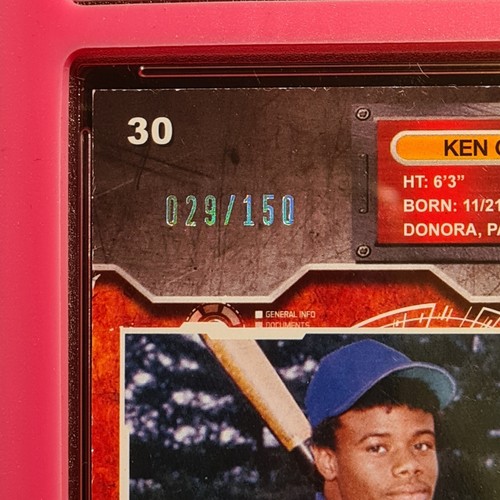 30
KEN
029/150
HT: 6'3"
BORN: 11/21
DONORA, PA
GENERAL INFO
DOCUMENTS